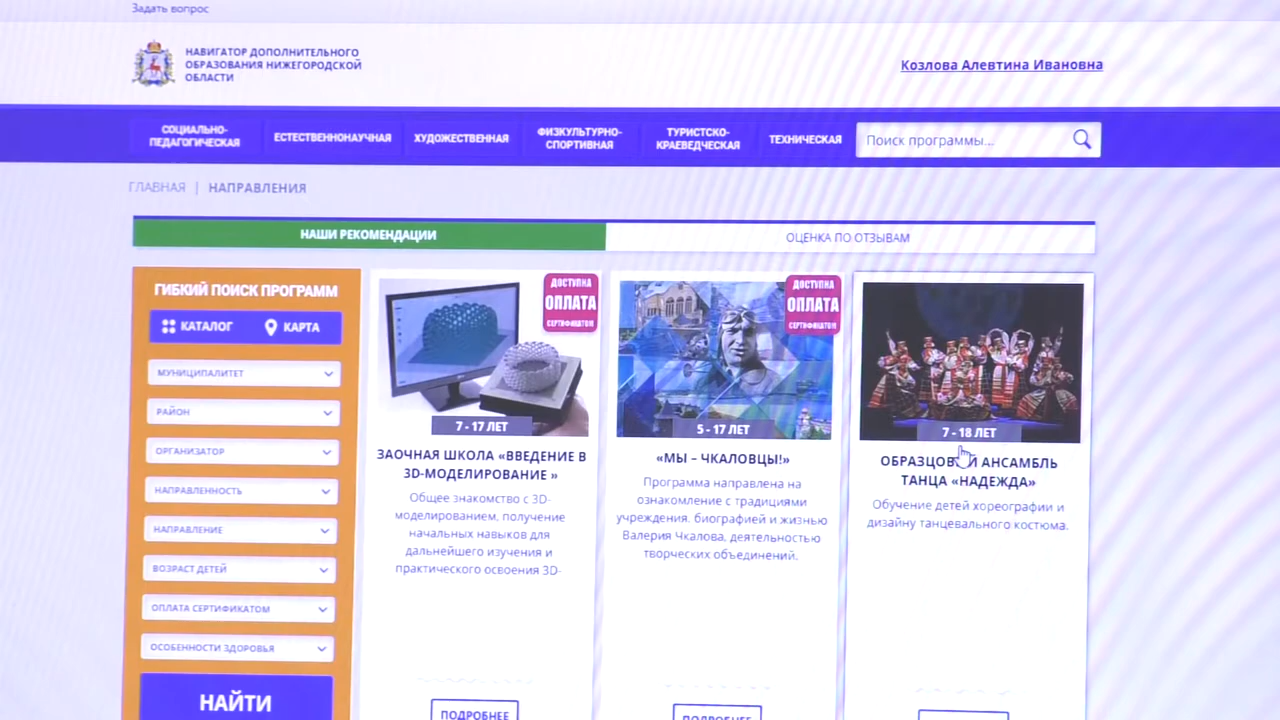 Задать вопрос
НАВИГАТОР ДОПОЛНИТЕЛЬНОГО
ОБРАЗОВАНИЯ НИЖЕГОРОДСКОЙ
ОБЛАСТИ
Козлова Алевтина Ивановна
СОЦИАЛЬНО-
ПЕДАГОГИЧЕСКАЯ
ЕСТЕСТВЕННОНАУЧНАЯ
ХУДОЖЕСТВЕННАЯ
ФИЗКУЛЬТУРНО-
СПОРТИВНАЯ
ТУРИСТСКО-
КРАЕВЕДЧЕСКАЯ
ТЕХНИЧЕСКАЯ
Поиск программы...
ГЛАВНАЯ | НАПРАВЛЕНИЯ
НАШИ РЕКОМЕНДАЦИИ
ОЦЕНКА ПО ОТЗЫВАМ
ГИБКИЙ ПОИСК ПРОГРАММ
КАТАЛОГ
КАРТА
МУНИЦИПАЛИТЕТ
РАЙОН
ОРГАНИЗАТОР
НАПРАВЛЕННОСТЬ
НАПРАВЛЕНИЕ
ВОЗРАСТ ДЕТЕЙ
ОПЛАТА СЕРТИФИКАТОМ
ОСОБЕННОСТИ ЗДОРОВЬЯ
НАЙТИ
ДОСТУПНА
ОПЛАТА
СЕРТИФИКАТОМ
7 - 17 ЛЕТ
ЗАОЧНАЯ ШКОЛА «ВВЕДЕНИЕ В
3D-МОДЕЛИРОВАНИЕ »
Общее знакомство с 3D-
моделированием, получение
начальных навыков для
дальнейшего изучения и
практического освоения 3D-
ПОДРОБНЕЕ
ДОСТУПНА
ОПЛАТА
СЕРТИФИКАТОМ
5 - 17 ЛЕТ
«МЫ – ЧКАЛОВЦЫ!»
Программа направлена на
ознакомление с традициями
учреждения, биографией и жизнью
Валерия Чкалова, деятельностью
творческих объединений.
ПОДРОБНЕЕ
7 - 18 ЛЕТ
ОБРАЗЦОВЫЙ АНСАМБЛЬ
ТАНЦА «НАДЕЖДА»
Обучение детей хореографии и
дизайну танцевального костюма.